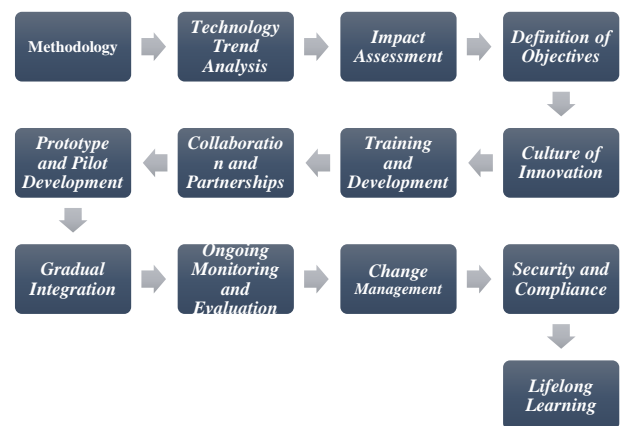 Methodology
Technology
Trend
Analysis
Impact
Assessment
Definition of
Objectives
Culture of
Innovation
Training
and
Development
Collaboratio
n and
Partnerships
Prototype
and Pilot
Development
Gradual
Integration
Ongoing
Monitoring
and
Evaluation
Change
Management
Security and
Compliance
Lifelong
Learning